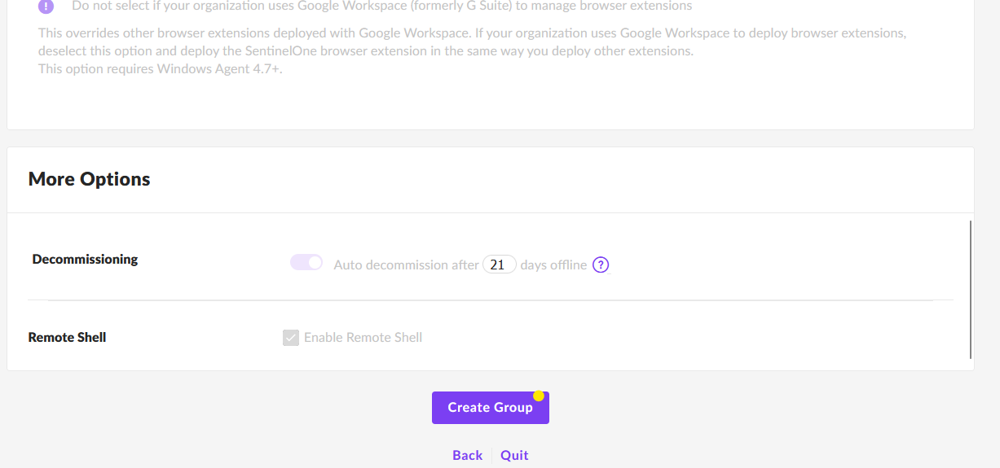 Do not select if your organization uses Google Workspace (formerly G Suite) to manage browser extensions
This overrides other browser extensions deployed with Google Workspace. If your organization uses Google Workspace to deploy browser extensions,
deselect this option and deploy the SentinelOne browser extension in the same way you deploy other extensions.
This option requires Windows Agent 4.7+.
More Options
Decommissioning
Auto decommission after 21 days offline ?
Remote Shell
Enable Remote Shell
Create Group
Back
Quit